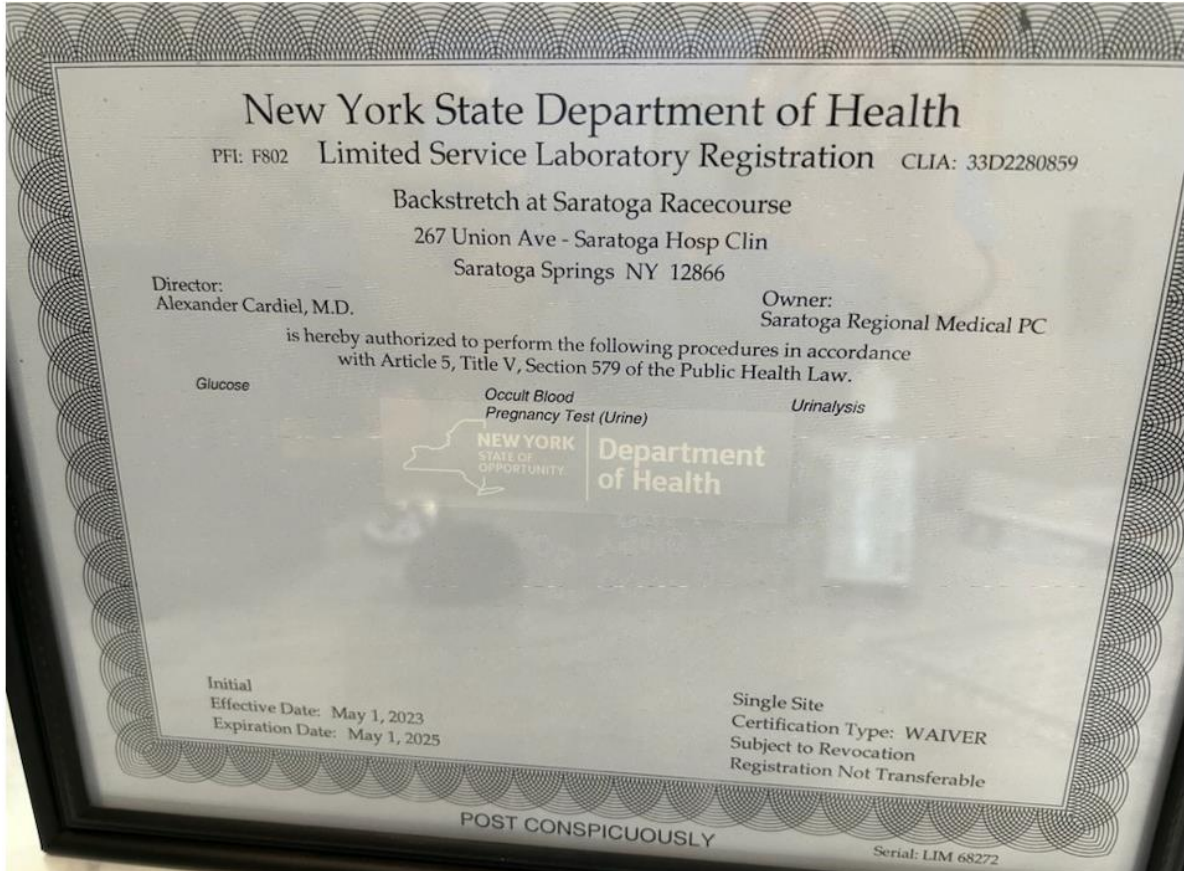 New York State Department of Health
PFI: F802 Limited Service Laboratory Registration CLIA: 33D2280859
Backstretch at Saratoga Racecourse
267 Union Ave - Saratoga Hosp Clin
Saratoga Springs NY 12866
Director:
Alexander Cardiel, M.D.
Owner:
Saratoga Regional Medical PC
is hereby authorized to perform the following procedures in accordance
with Article 5, Title V, Section 579 of the Public Health Law.
Glucose
Occult Blood
Pregnancy Test (Urine)
Urinalysis
NEW YORK
STATE OF
OPPORTUNITY
Department
of Health
Initial
Effective Date: May 1, 2023
Expiration Date: May 1, 2025
Single Site
Certification Type: WAIVER
Subject to Revocation
Registration Not Transferable
POST CONSPICUOUSLY
Serial: LIM 68272